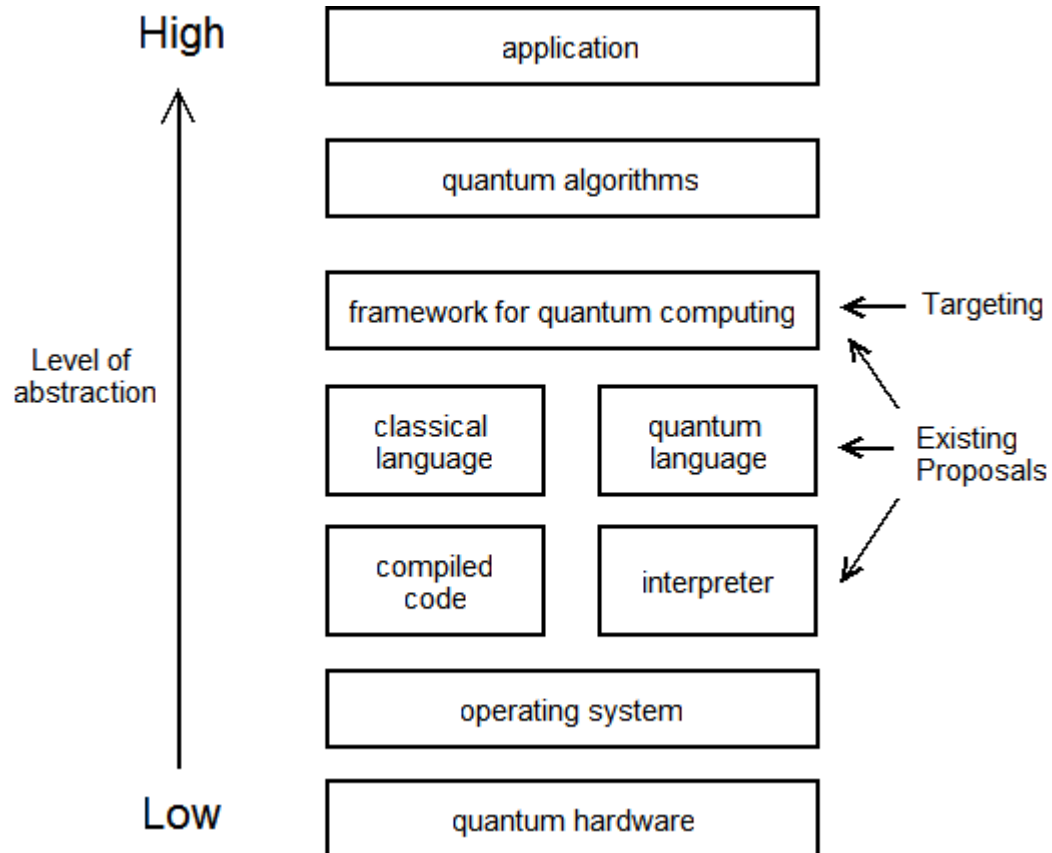 High
application
quantum algorithms
framework for quantum computing
Targeting
Level of
abstraction
classical
language
quantum
language
Existing
Proposals
compiled
code
interpreter
operating system
Low
quantum hardware